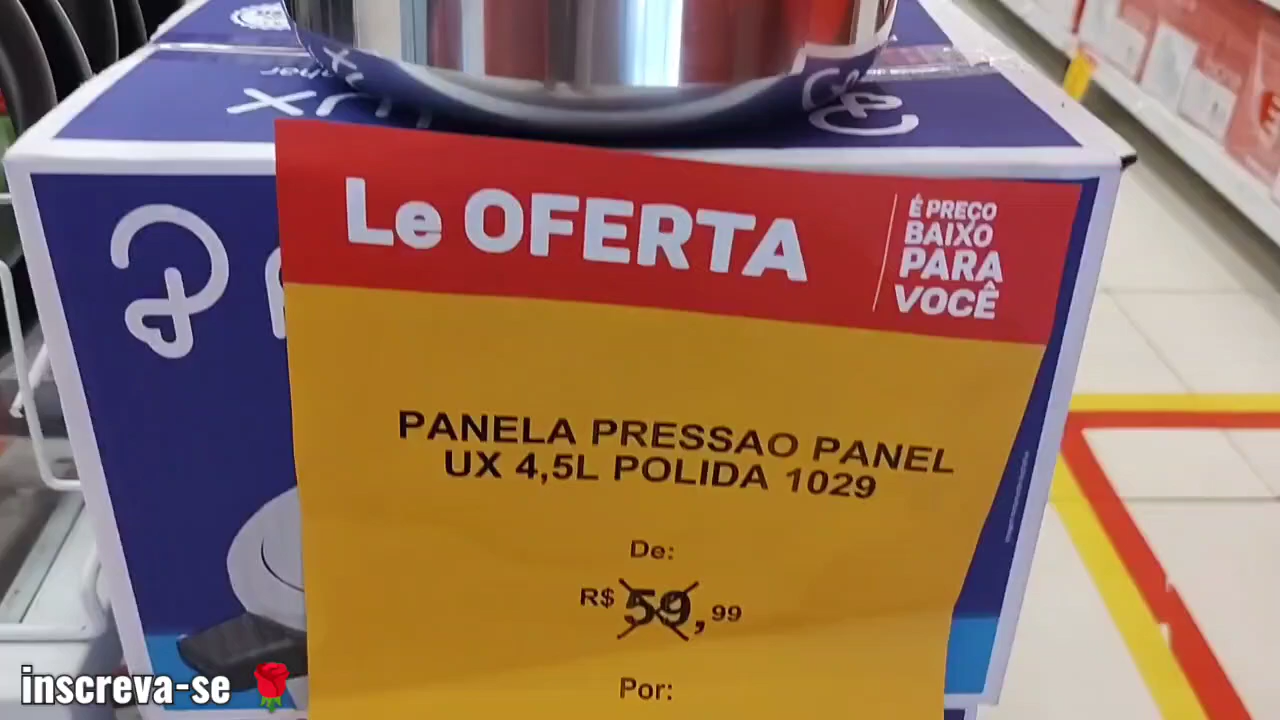 Le OFERTA
É PREÇO
BAIXO
PARA
VOCÊ
PANELA PRESSAO PANEL
UX 4,5L POLIDA 1029
De:
R$ 59,99
Por:
inscreva-se